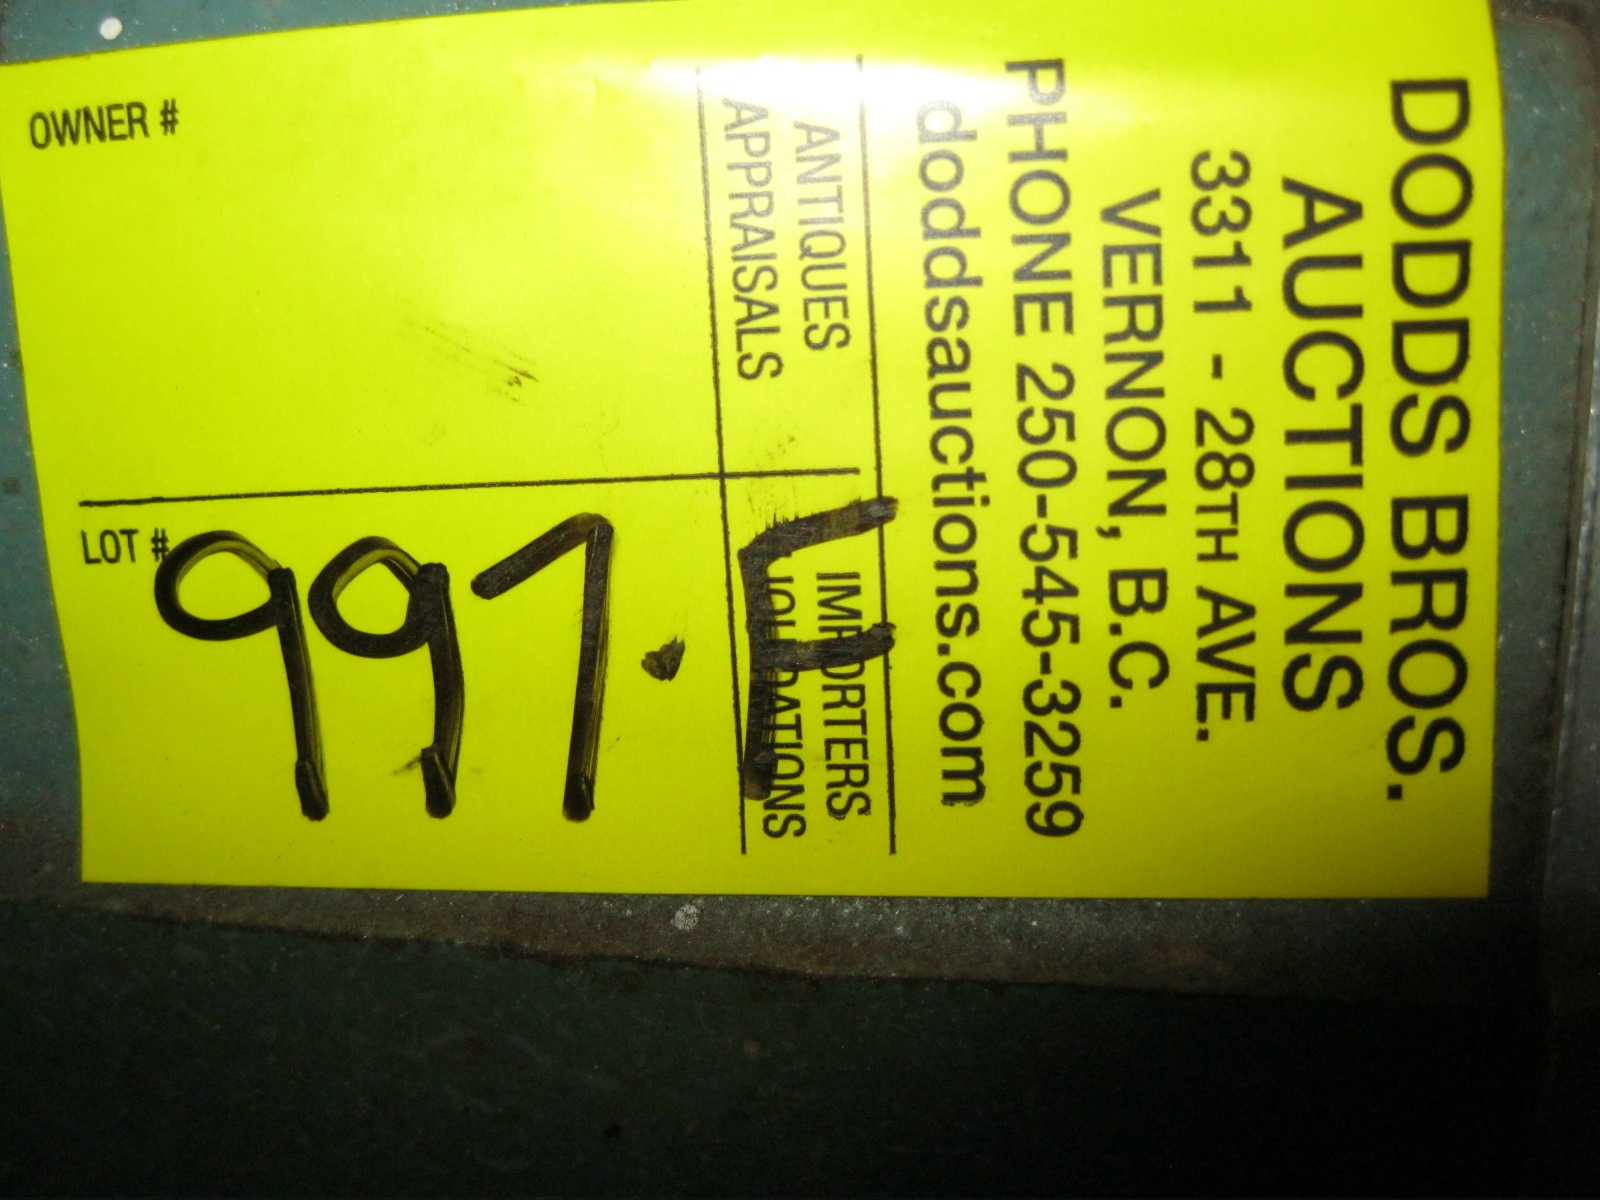 DODDS BROS.
AUCTIONS
3311 - 28TH AVE.
VERNON, B.C.
PHONE 250-545-3259
doddsauctions.com
ANTIQUES IMPORTERS
APPRAISALS LIQUIDATIONS
OWNER #
LOT # 997.F